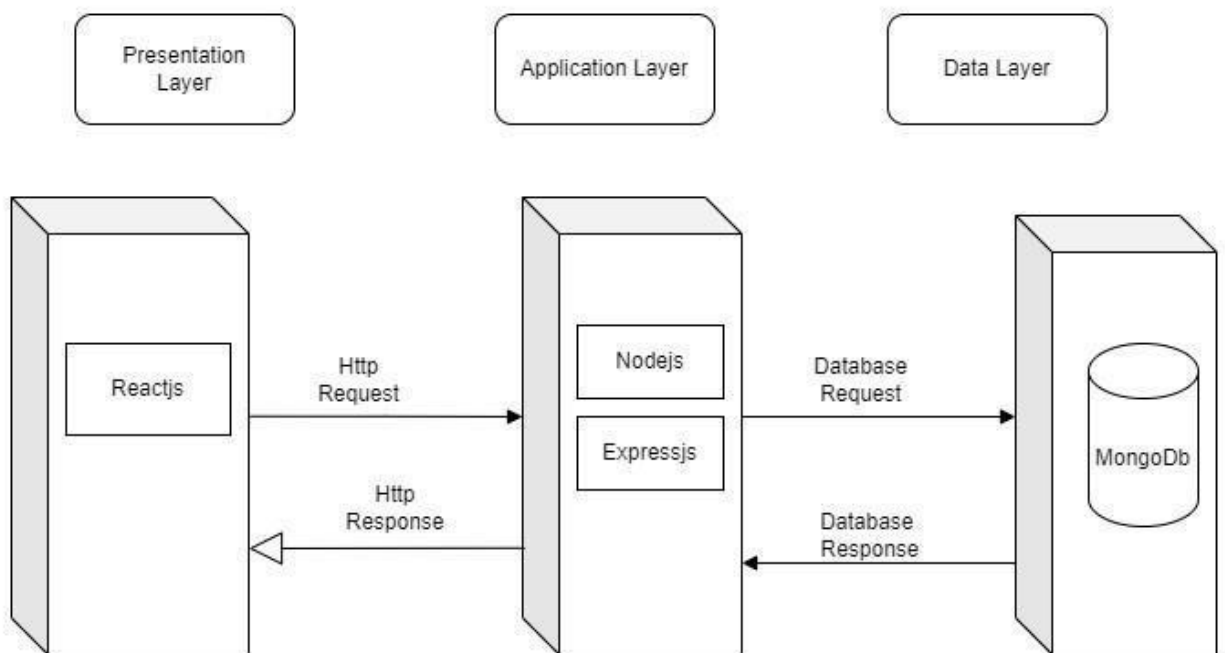 Presentation
Layer
Application Layer
Data Layer
Reactjs
Http
Request
Http
Response
Nodejs
Expressjs
Database
Request
Database
Response
MongoDb